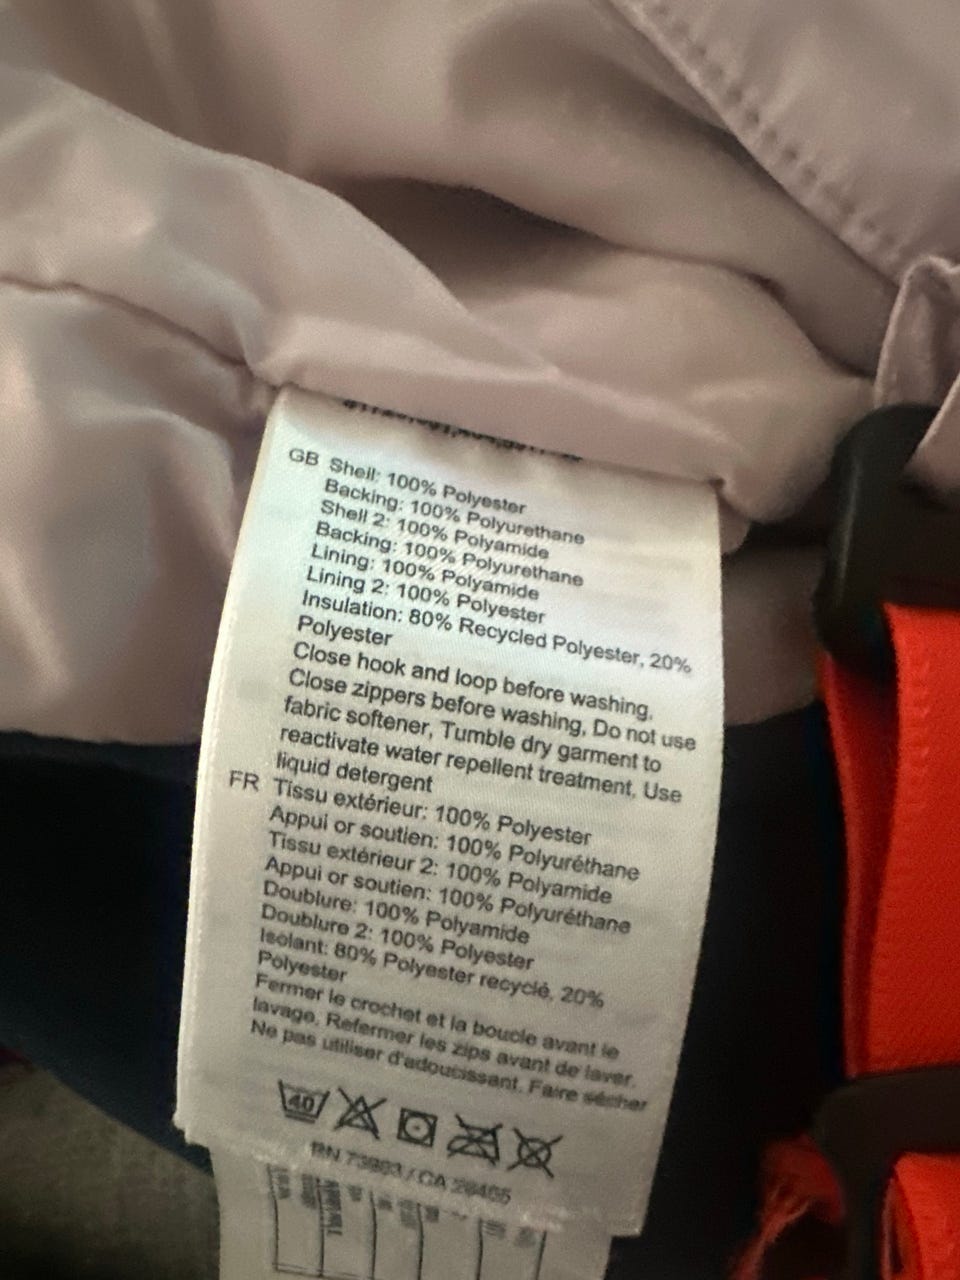 GB Shell: 100% Polyester
Backing: 100% Polyurethane
Shell 2: 100% Polyamide
Backing: 100% Polyurethane
Lining: 100% Polyamide
Lining 2: 100% Polyester
Insulation: 80% Recycled Polyester, 20%
Polyester
Close hook and loop before washing,
Close zippers before washing, Do not use
fabric softener, Tumble dry garment to
reactivate water repellent treatment, Use
liquid detergent
FR Tissu extérieur: 100% Polyester
Appui or soutien: 100% Polyuréthane
Tissu extérieur 2: 100% Polyamide
Appui or soutien: 100% Polyuréthane
Doublure: 100% Polyamide
Doublure 2: 100% Polyester
Isolant: 80% Polyester recyclé, 20%
Polyester
Fermer le crochet et la boucle avant le
lavage, Refermer les zips avant de laver,
Ne pas utiliser d'adoucissant, Faire sécher
40
RN 73983 / CA 28405